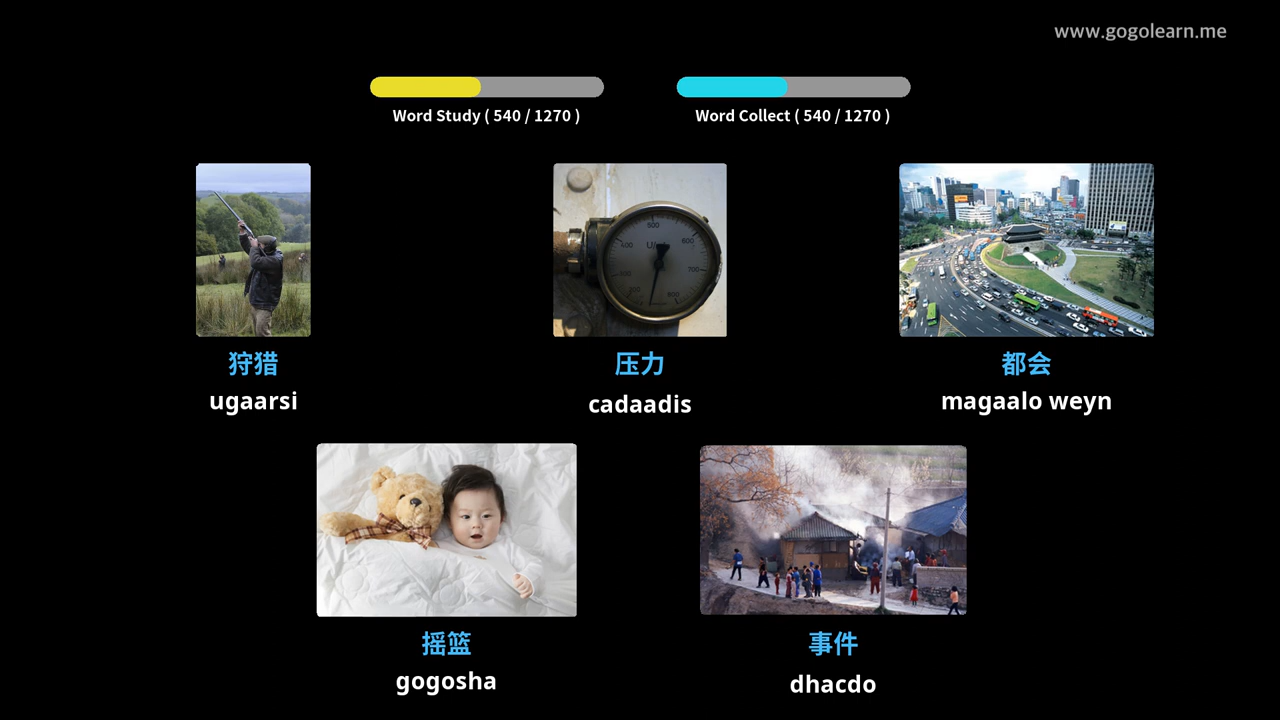 www.gogolearn.me
Word Study ( 540 / 1270 )
Word Collect ( 540 / 1270 )
狩猎
ugaarsi
压力
cadaadis
都会
magaalo weyn
摇篮
gogosha
事件
dhacdo